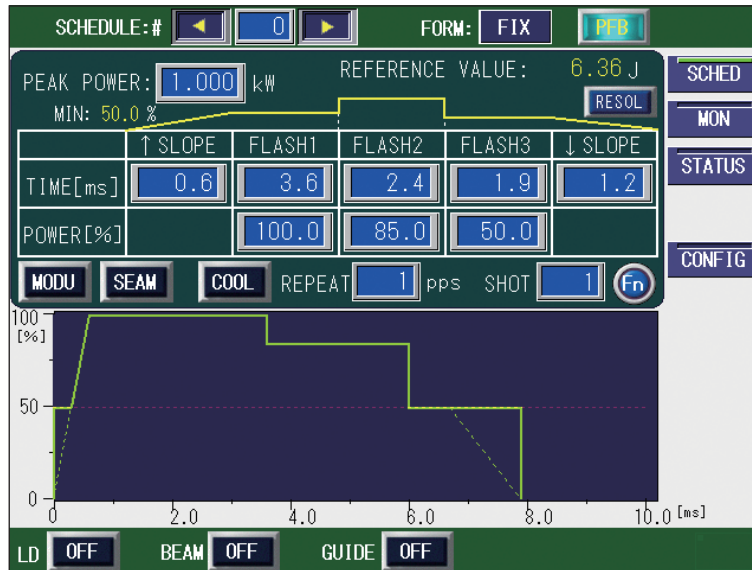 SCHEDULE:# 0 FORM: FIX PFB
PEAK POWER: 1.000 kW REFERENCE VALUE: 6.36 J
MIN: 50.0 % RESOL
↑ SLOPE FLASH1 FLASH2 FLASH3 ↓ SLOPE
TIME[ms] 0.6 3.6 2.4 1.9 1.2
POWER[%] 100.0 85.0 50.0
MODU SEAM COOL REPEAT 1 pps SHOT 1 Fn
SCHED
MON
STATUS
CONFIG
100
[%]
50
0
0 2.0 4.0 6.0 8.0 10.0 [ms]
LD OFF BEAM OFF GUIDE OFF